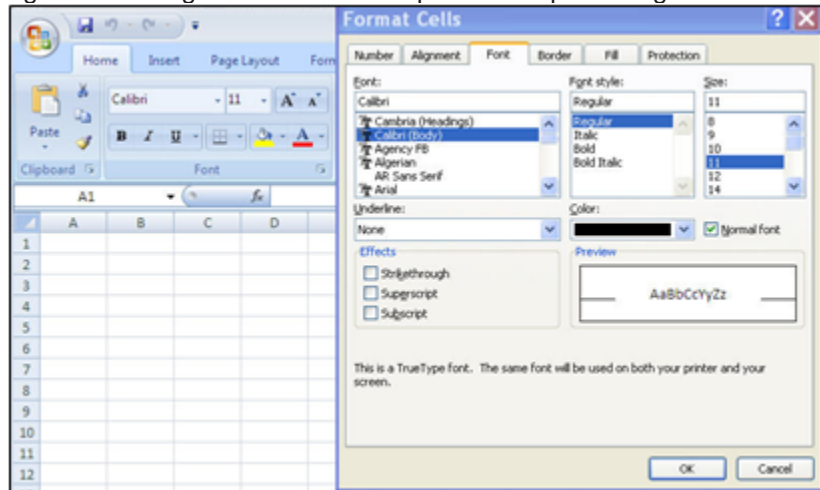 Home Insert Page Layout Form
Calibri 11 A A
Paste B I U A
Clipboard Font
A1 fx
A B C D
1
2
3
4
5
6
7
8
9
10
11
12
Format Cells
Number Alignment Font Border Fill Protection
Font: Font style: Size:
Calibri Regular 11
Cambria (Headings) Regular 8
Calibri (Body) Italic 9
Agency FB Bold 10
Algerian Bold Italic 11
AR Sans Serif 12
Arial 14
Underline: Color:
None Normal font
Effects Preview
Strikethrough
Superscript AaBbCcYyZz
Subscript
This is a TrueType font. The same font will be used on both your printer and your
screen.
OK Cancel